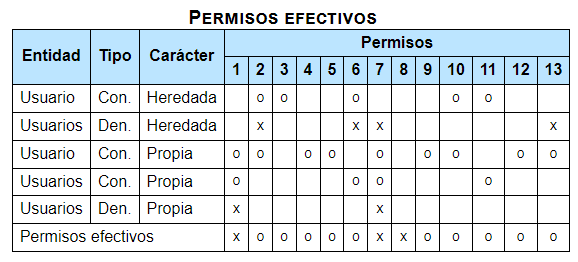 PERMISOS EFECTIVOS
Entidad Tipo Carácter Permisos
1 2 3 4 5 6 7 8 9 10 11 12 13
Usuario Con. Heredada o o o o o
Usuarios Den. Heredada x x x x
Usuario Con. Propia o o o o o o o o o
Usuarios Con. Propia o o o o
Usuarios Den. Propia x x
Permisos efectivos x o o o o o x x o o o o o